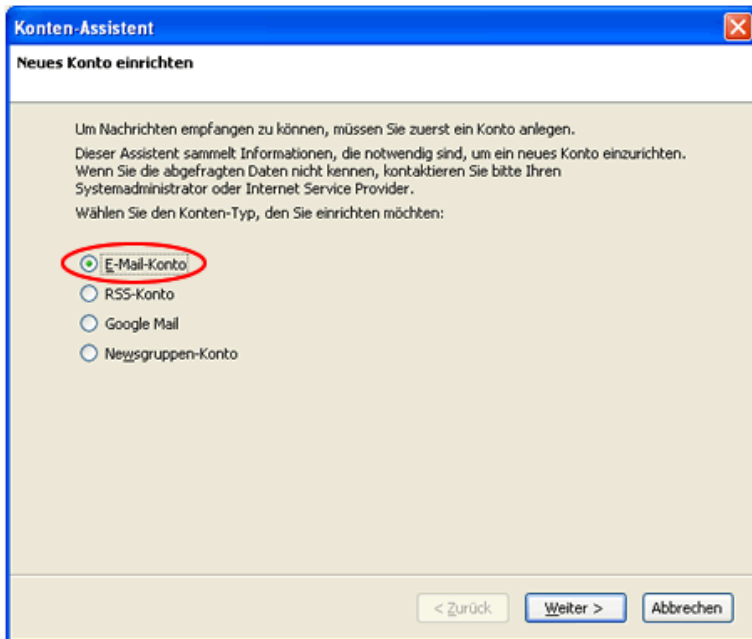 Konten-Assistent
Neues Konto einrichten
Um Nachrichten empfangen zu können, müssen Sie zuerst ein Konto anlegen.
Dieser Assistent sammelt Informationen, die notwendig sind, um ein neues Konto einzurichten.
Wenn Sie die abgefragten Daten nicht kennen, kontaktieren Sie bitte Ihren
Systemadministrator oder Internet Service Provider.
Wählen Sie den Konten-Typ, den Sie einrichten möchten:
E-Mail-Konto
RSS-Konto
Google Mail
Newsgruppen-Konto
< Zurück
Weiter >
Abbrechen